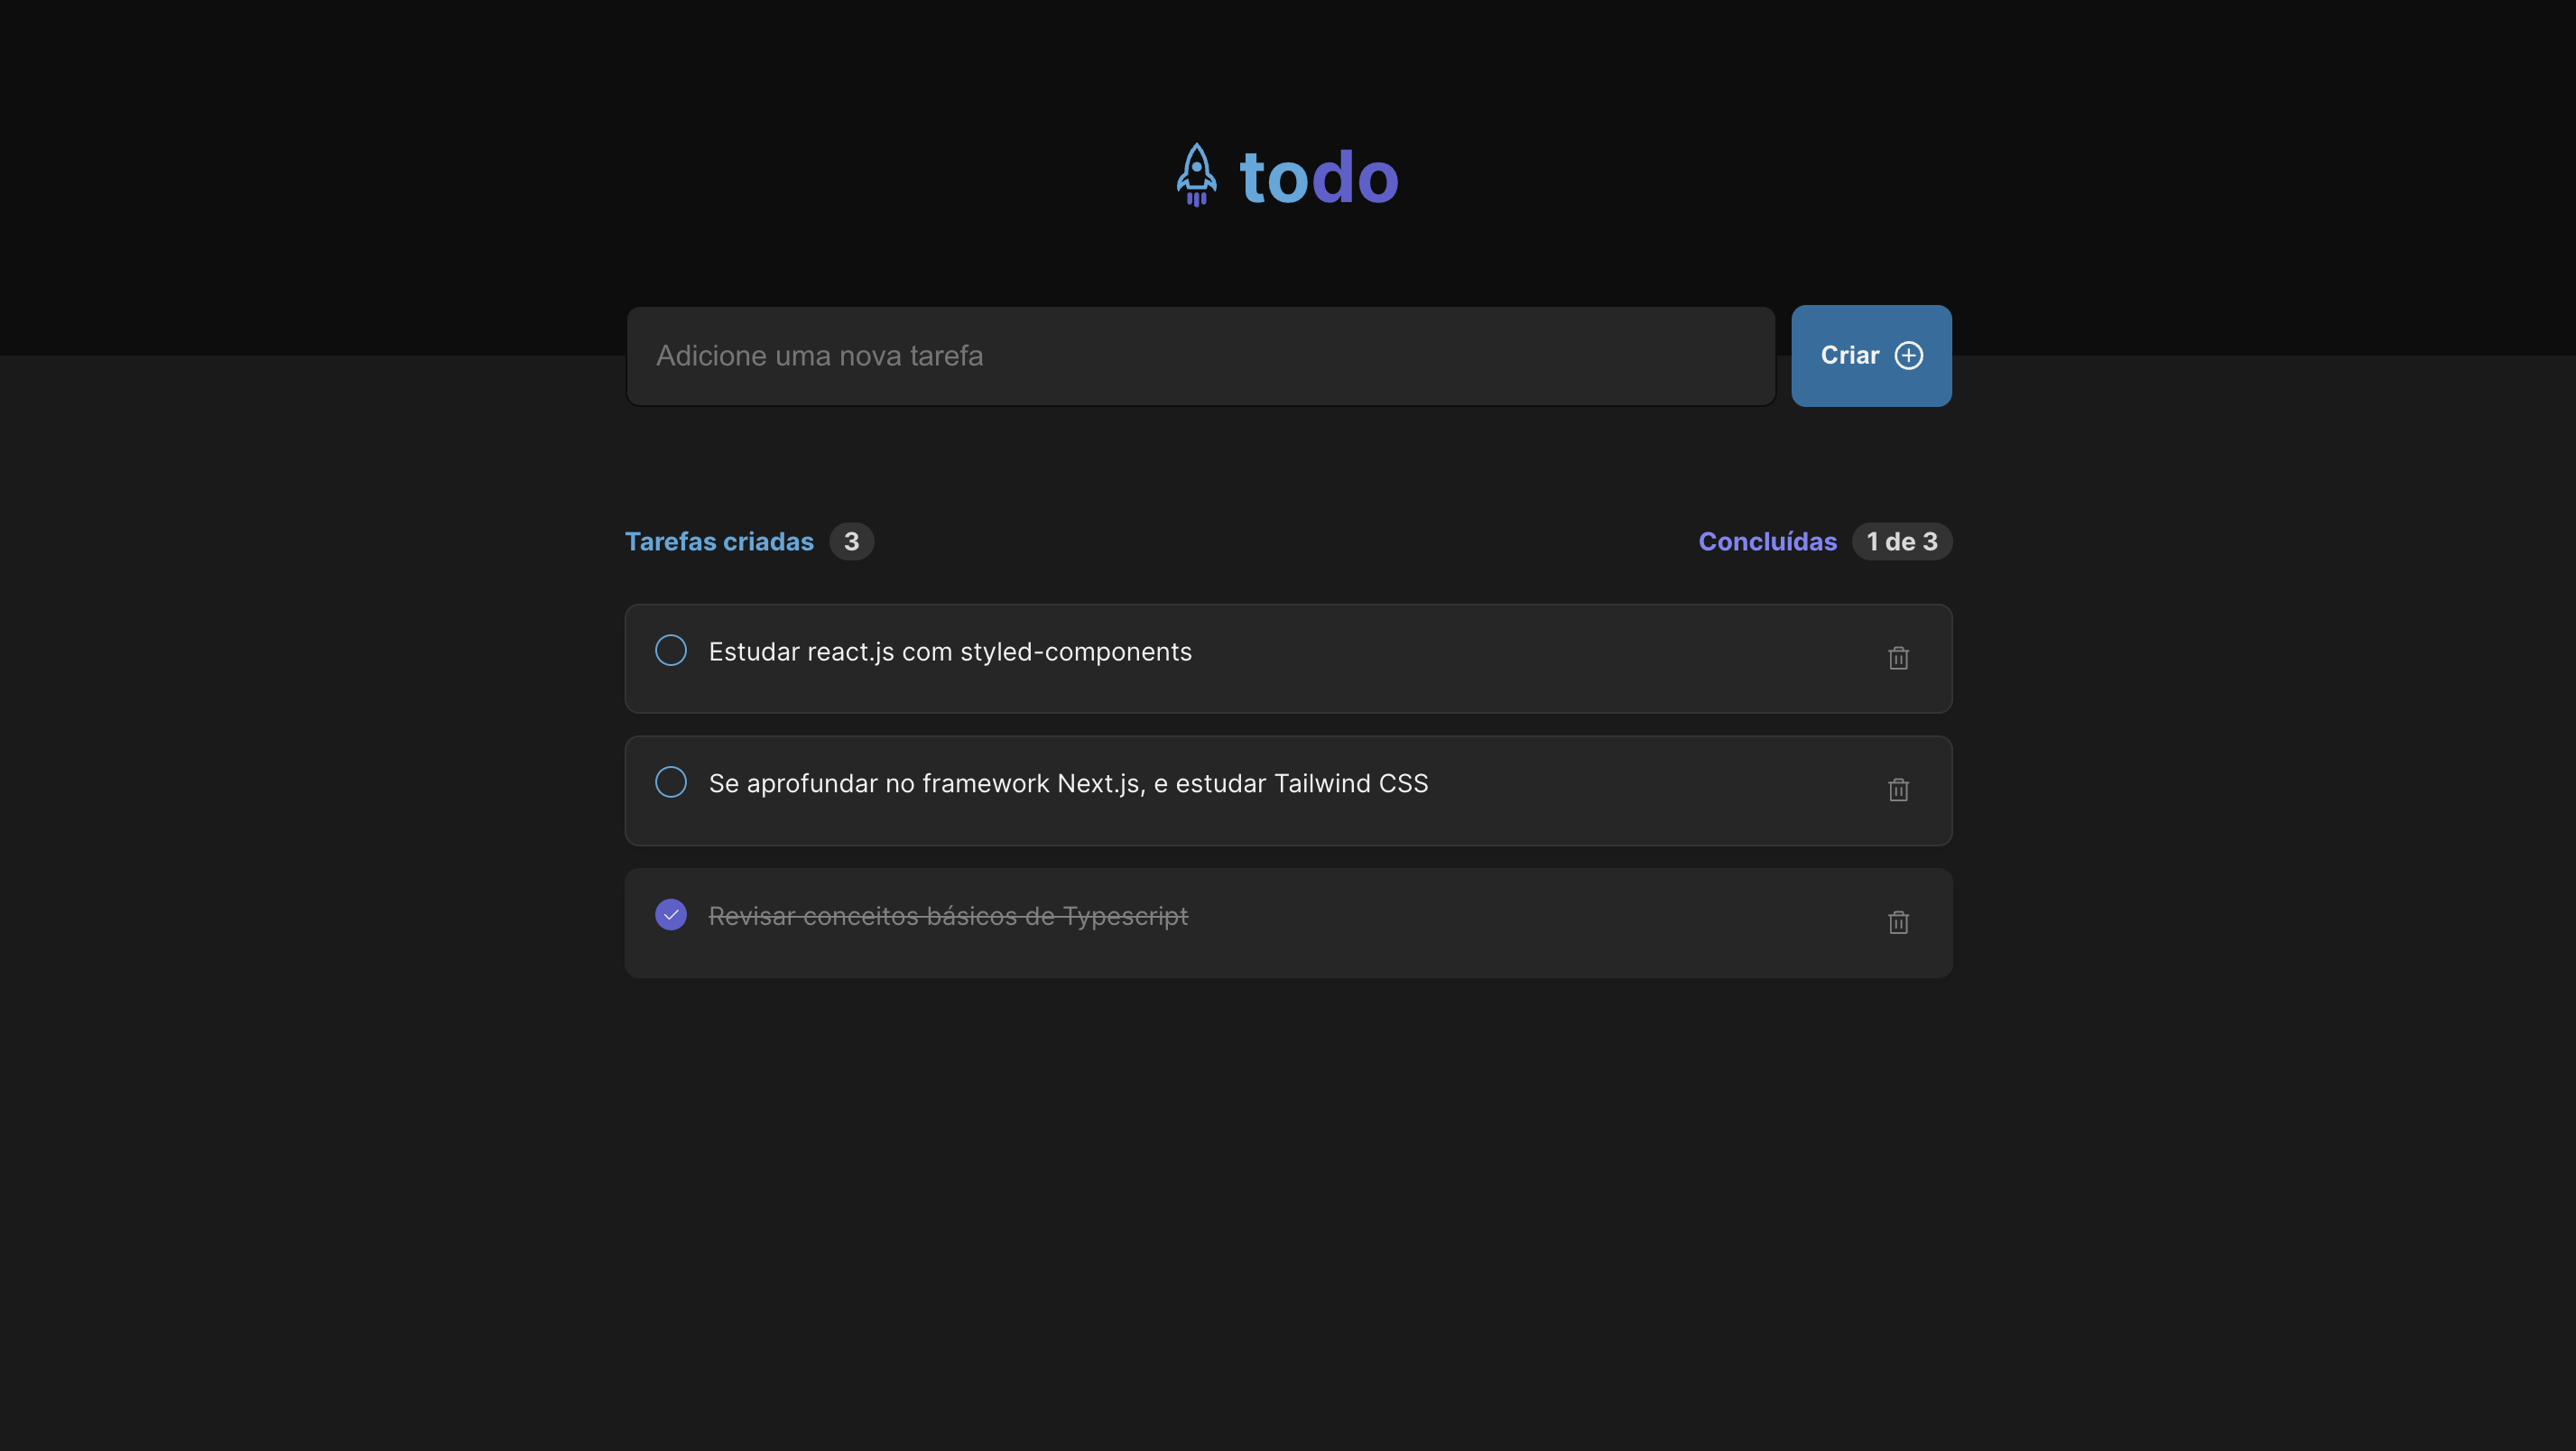 todo
Adicione uma nova tarefa
Criar
Tarefas criadas 3
Concluídas 1 de 3
Estudar react.js com styled-components
Se aprofundar no framework Next.js, e estudar Tailwind CSS
Revisar conceitos básicos de Typescript